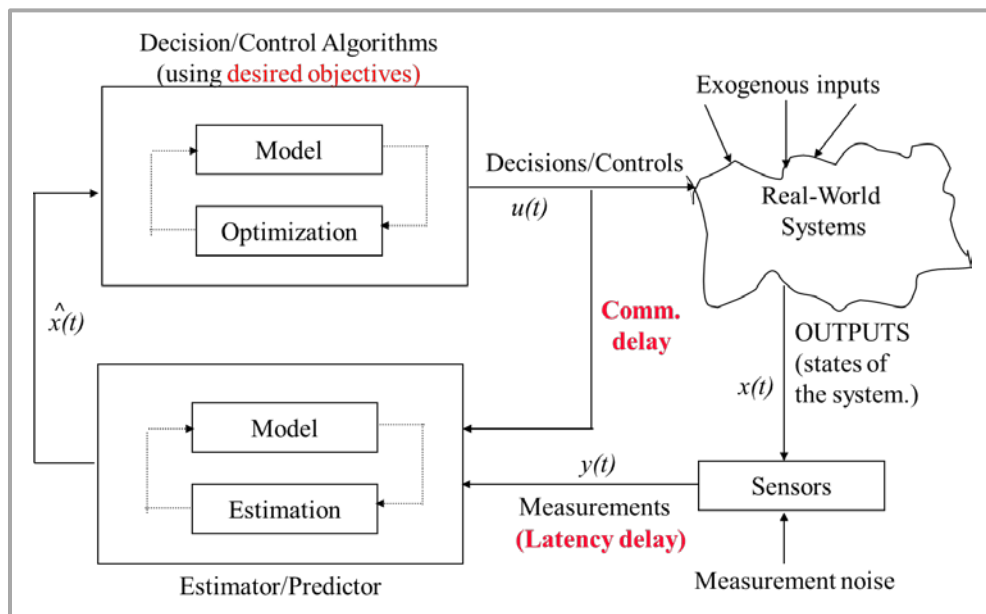 Decision/Control Algorithms
(using desired objectives)
Model
Optimization
Exogenous inputs
Decisions/Controls
u(t)
Real-World
Systems
x̂(t)
Comm.
delay
OUTPUTS
(states of
the system.)
x(t)
Model
Estimation
y(t)
Measurements
(Latency delay)
Sensors
Estimator/Predictor
Measurement noise